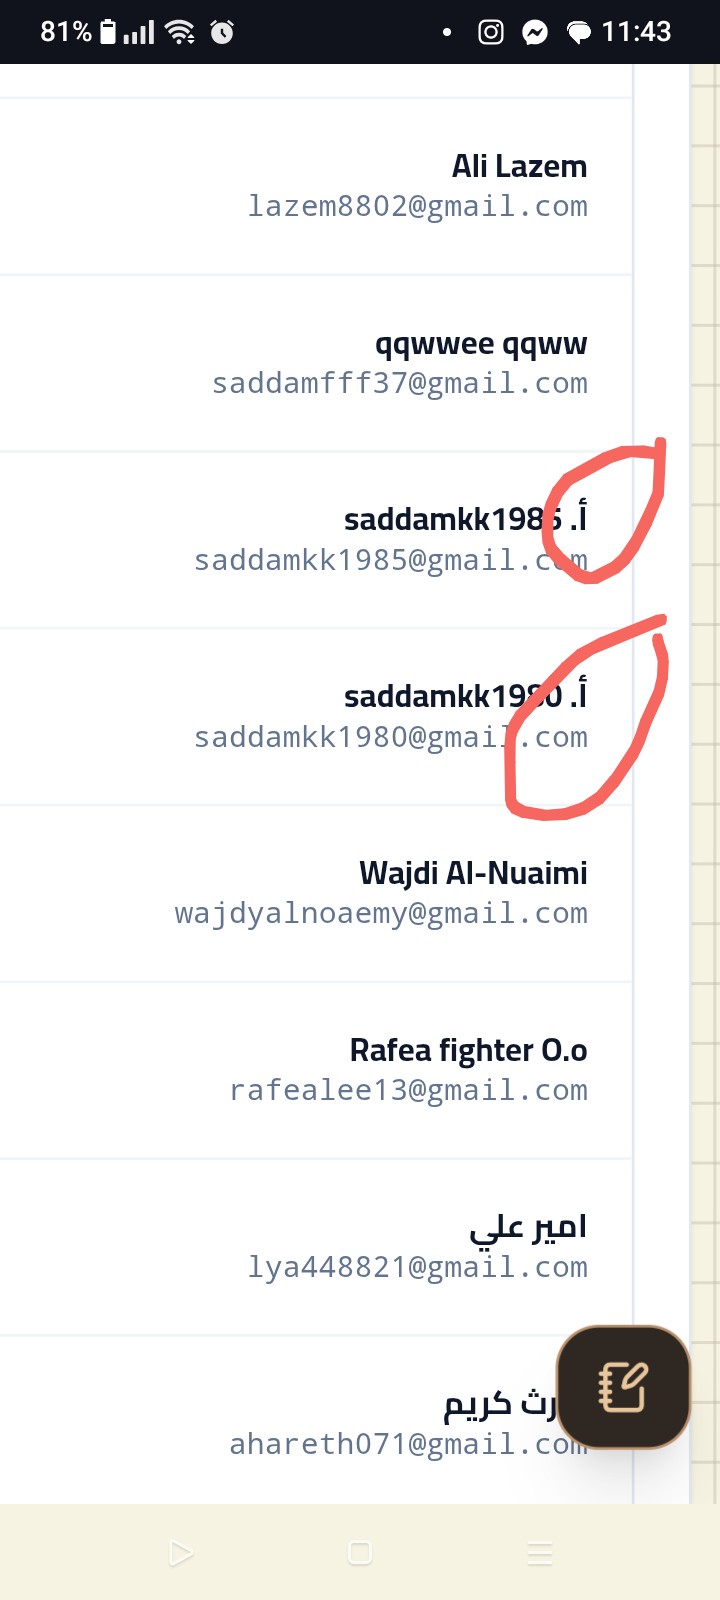 81% 11:43
Ali Lazem
lazem8802@gmail.com
qqwwee qqww
saddamfff37@gmail.com
أ. saddamkk1985
saddamkk1985@gmail.com
أ. saddamkk1980
saddamkk1980@gmail.com
Wajdi Al-Nuaimi
wajdyalnoaemy@gmail.com
Rafea fighter O.o
rafealee13@gmail.com
امير علي
lya448821@gmail.com
كريم
ahareth071@gmail.com